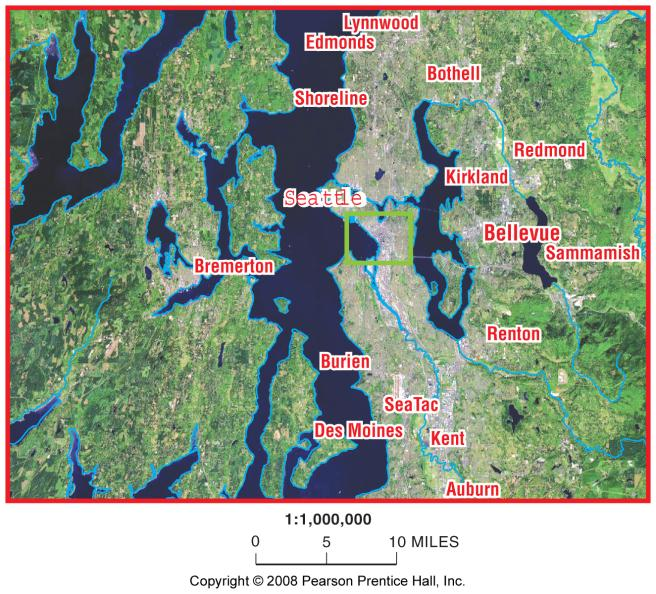 Lynnwood
Edmonds
Bothell
Shoreline
Redmond
Kirkland
Seattle
Bellevue
Sammamish
Bremerton
Renton
Burien
SeaTac
Des Moines
Kent
Auburn
1:1,000,000
0 5 10 MILES
Copyright © 2008 Pearson Prentice Hall, Inc.